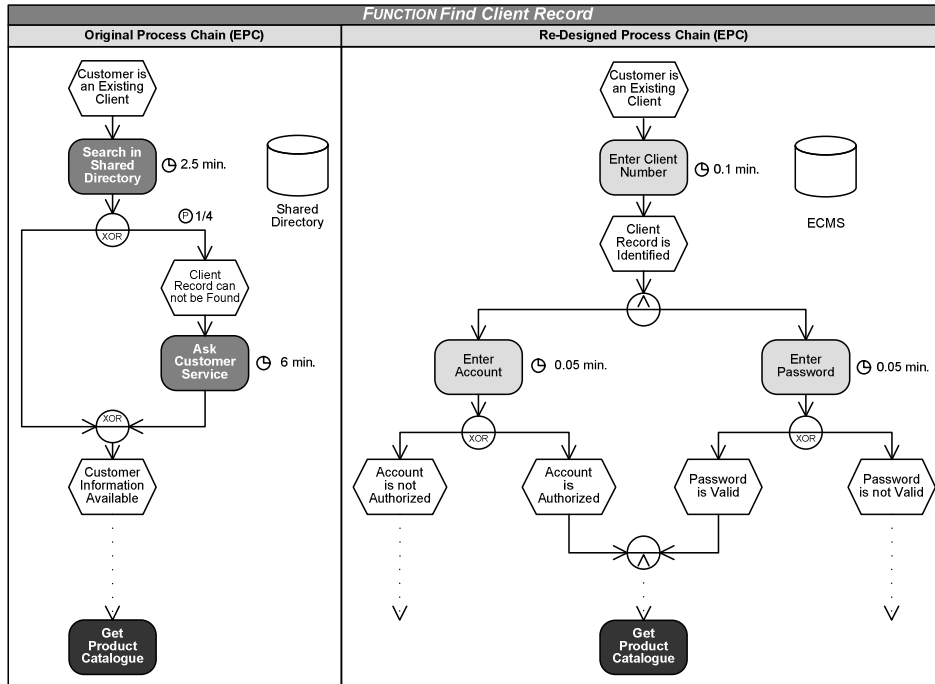 FUNCTION Find Client Record
Original Process Chain (EPC)
Customer is
an Existing
Client
Search in
Shared
Directory
2.5 min.
Shared
Directory
XOR
P 1/4
Client
Record can
not be Found
Ask
Customer
Service
6 min.
XOR
Customer
Information
Available
Get
Product
Catalogue
Re-Designed Process Chain (EPC)
Customer is
an Existing
Client
Enter Client
Number
0.1 min.
ECMS
Client
Record is
Identified
Enter
Account
0.05 min.
Enter
Password
0.05 min.
XOR
XOR
Account
is not
Authorized
Account
is
Authorized
Password
is Valid
Password
is not Valid
Get
Product
Catalogue